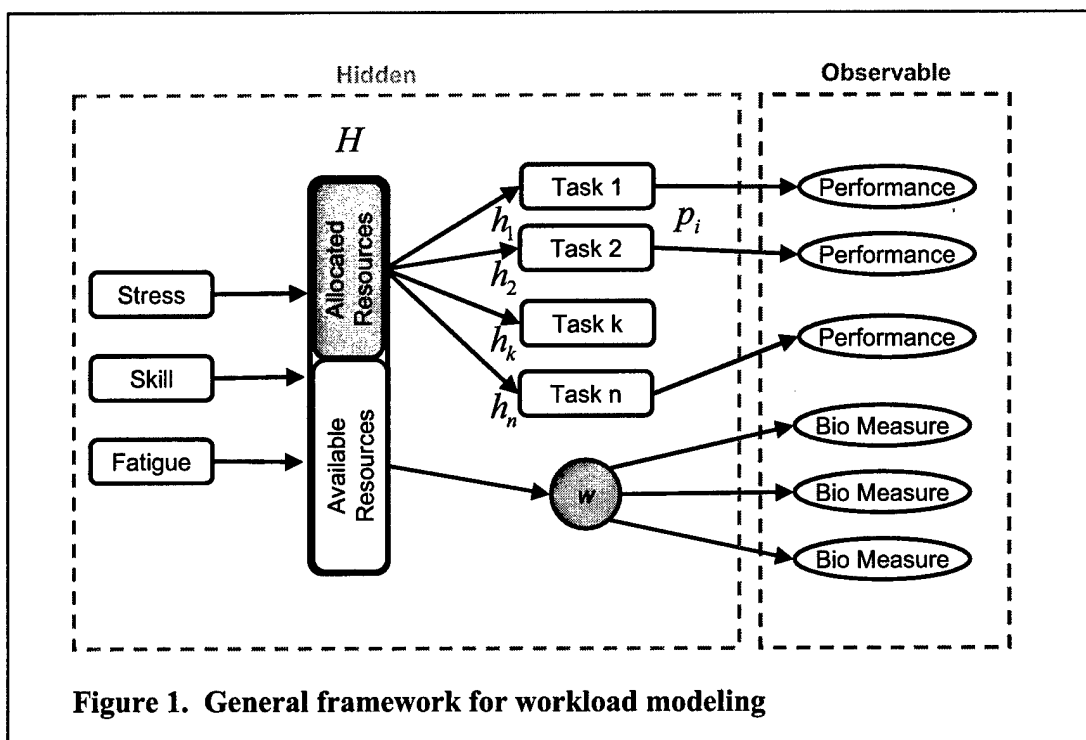 Hidden
Observable
H
Stress
Skill
Fatigue
Allocated
Resources
Available
Resources
h₁
h₂
hₖ
hₙ
Task 1
Task 2
Task k
Task n
pᵢ
w
Performance
Performance
Performance
Bio Measure
Bio Measure
Bio Measure
Figure 1. General framework for workload modeling